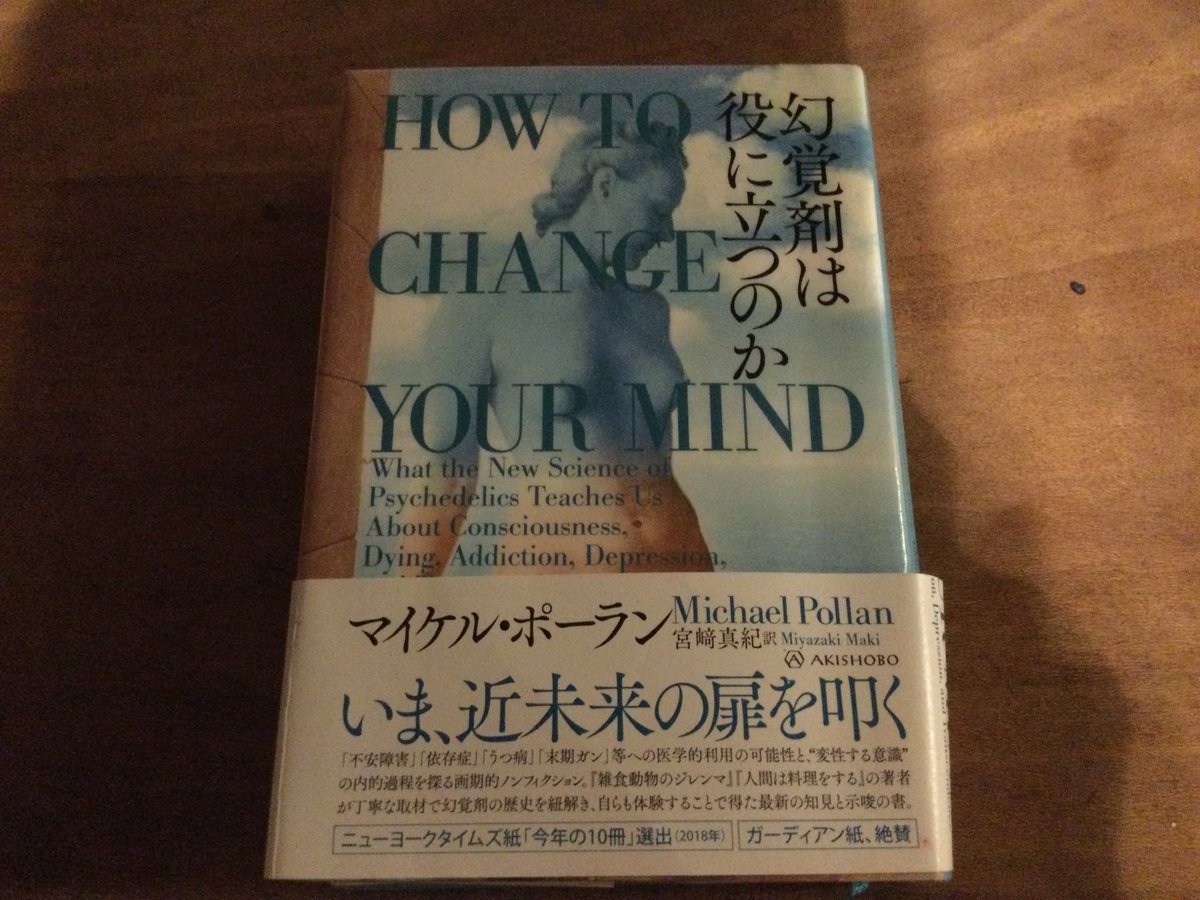 HOW TO
CHANGE
YOUR MIND
幻覚剤は
役に立つのか
What the New Science of
Psychedelics Teaches Us
About Consciousness,
Dying, Addiction, Depression,
マイケル・ポーラン
Michael Pollan
宮﨑真紀 訳 Miyazaki Maki
AKISHOBO
いま、近未来の扉を叩く
「不安障害」「依存症」「うつ病」「末期ガン」等への医学的利用の可能性と、“変性する意識”
の内的過程を探る画期的ノンフィクション。『雑食動物のジレンマ』『人間は料理をする』の著者
が丁寧な取材で幻覚剤の歴史を紐解き、自らも体験することで得た最新の知見と示唆の書。
ニューヨークタイムズ紙「今年の10冊」選出(2018年)
ガーディアン紙、絶賛
on, Depression, and